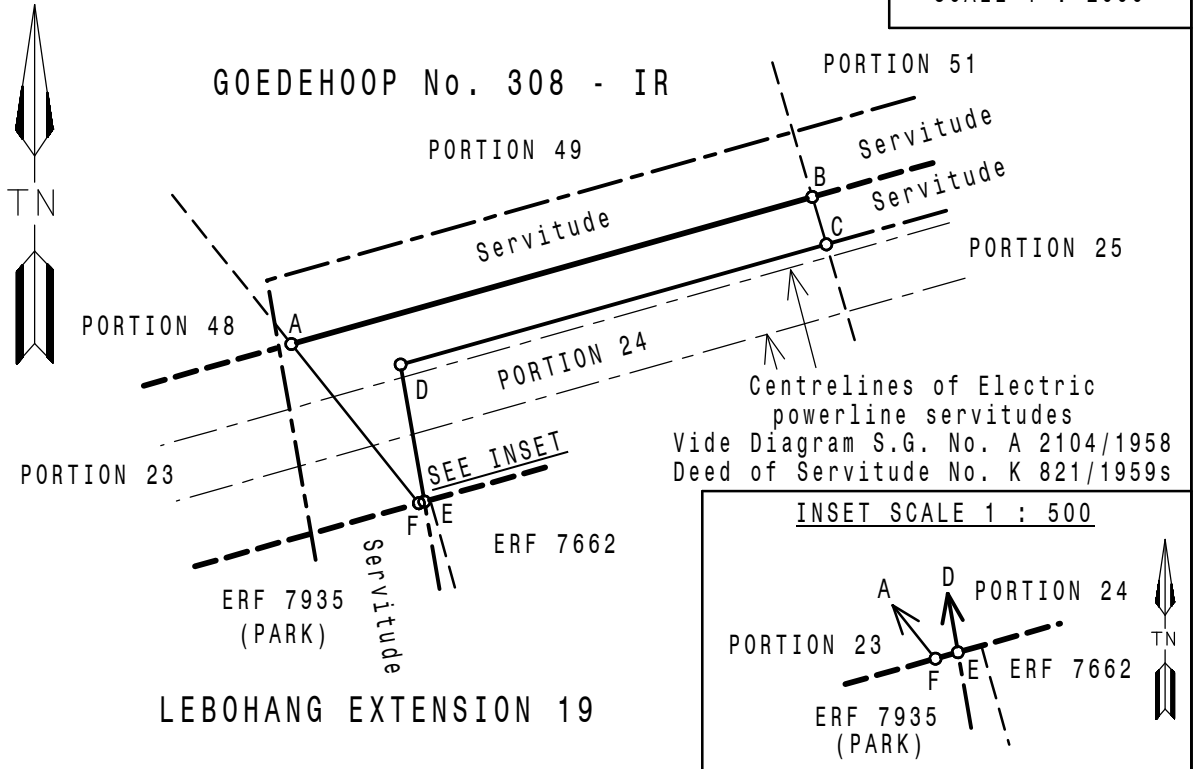 PORTION 51
GOEDEHOOP No. 308 - IR
PORTION 49
Servitude
B
Servitude
Servitude
C
PORTION 25
TN
PORTION 48
A
PORTION 24
D
Centrelines of Electric
powerline servitudes
Vide Diagram S.G. No. A 2104/1958
Deed of Servitude No. K 821/1959s
PORTION 23
SEE INSET
F
E
ERF 7662
Servitude
ERF 7935
(PARK)
LEBOHANG EXTENSION 19
INSET SCALE 1 : 500
A
D
PORTION 24
TN
PORTION 23
F
E
ERF 7662
ERF 7935
(PARK)